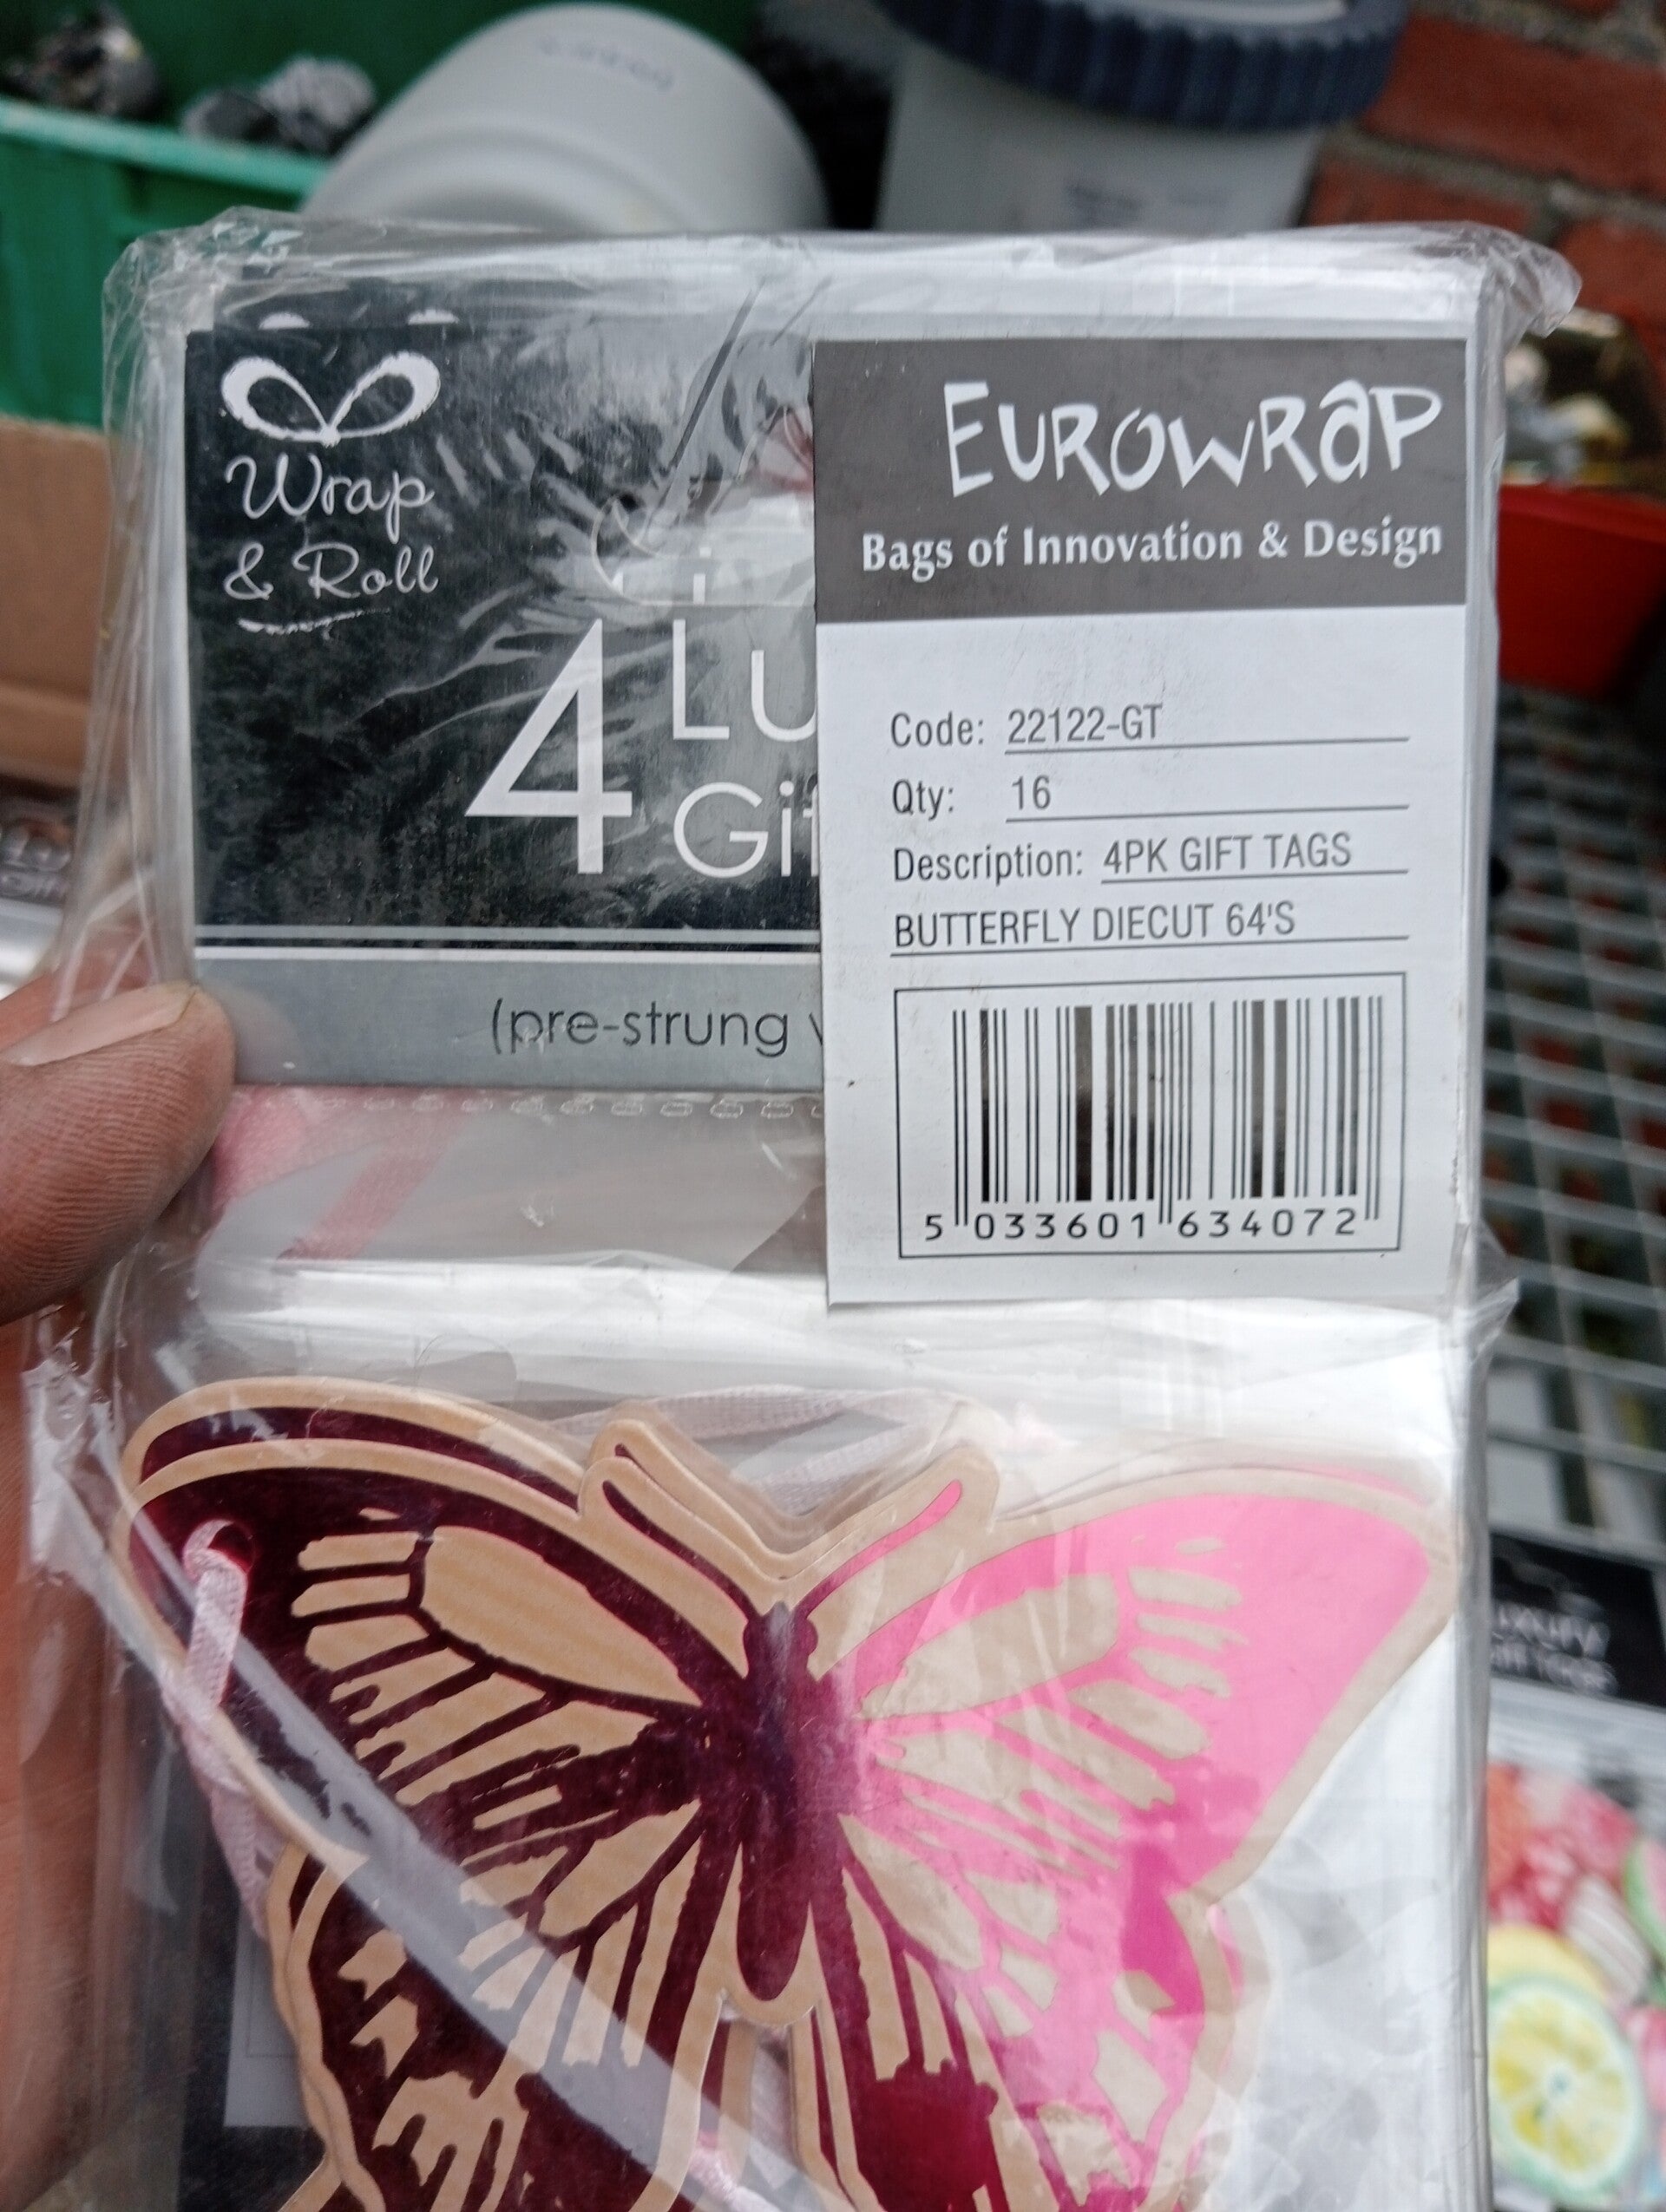 Wrap
& Roll
4 Lu
Gif
(pre-strung
EUROWRaP
Bags of Innovation & Design
Code: 22122-GT
Qty: 16
Description: 4PK GIFT TAGS
BUTTERFLY DIECUT 64'S
5 033601 634072